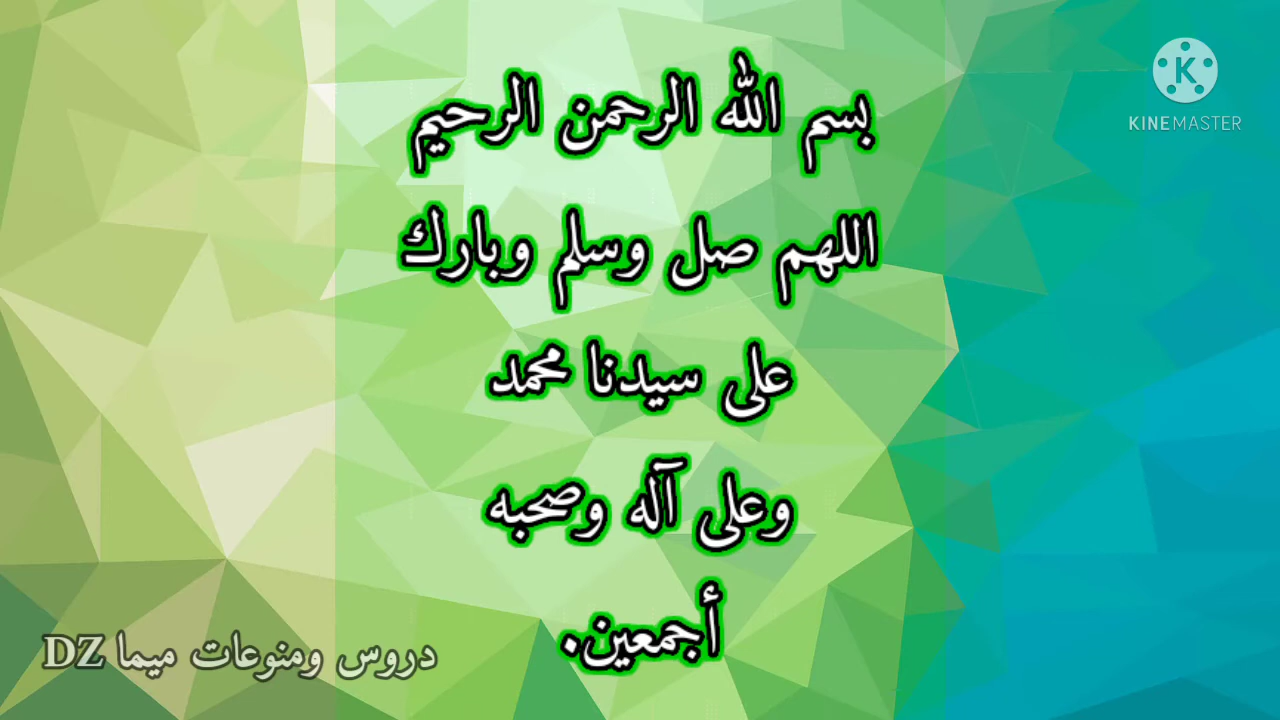 بسم الله الرحمن الرحيم
اللهم صل وسلم وبارك
على سيدنا محمد
وعلى آله وصحبه
أجمعين.
KINEMASTER
دروس ومنوعات ميما DZ